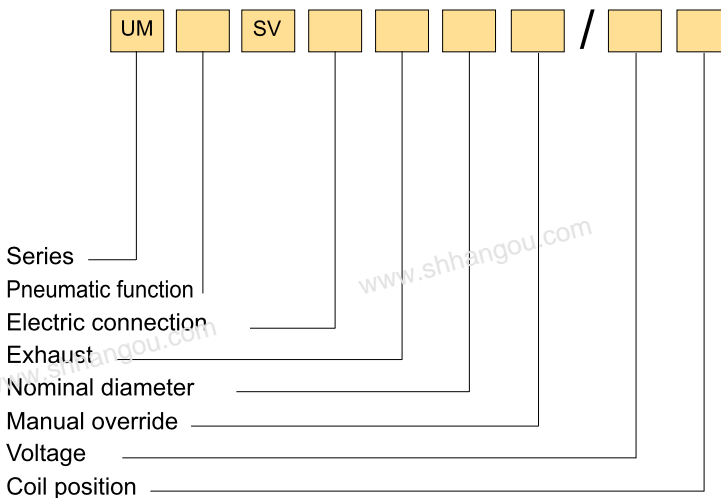 UM SV /
Series
www.shhangou.com
Pneumatic function
Electric connection
Exhaust
www.shhangou.com
Nominal diameter
Manual override
Voltage
Coil position